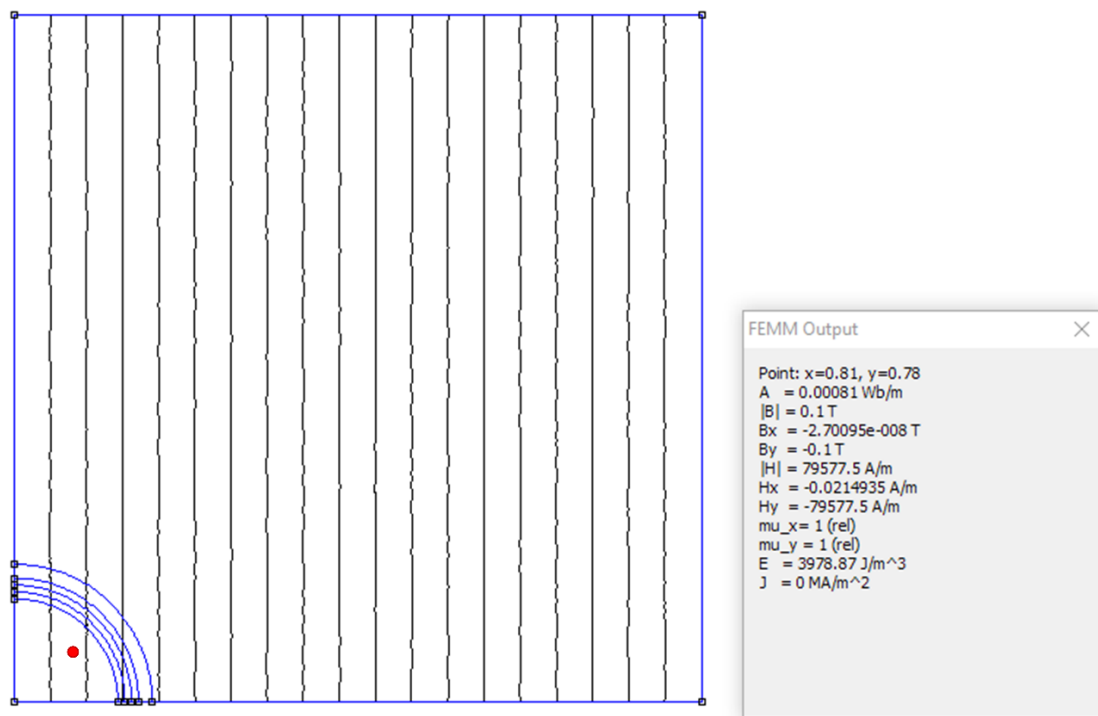 FEMM Output
Point: x=0.81, y=0.78
A = 0.00081 Wb/m
|B| = 0.1 T
Bx = -2.70095e-008 T
By = -0.1 T
|H| = 79577.5 A/m
Hx = -0.0214935 A/m
Hy = -79577.5 A/m
mu_x= 1 (rel)
mu_y = 1 (rel)
E = 3978.87 J/m^3
J = 0 MA/m^2